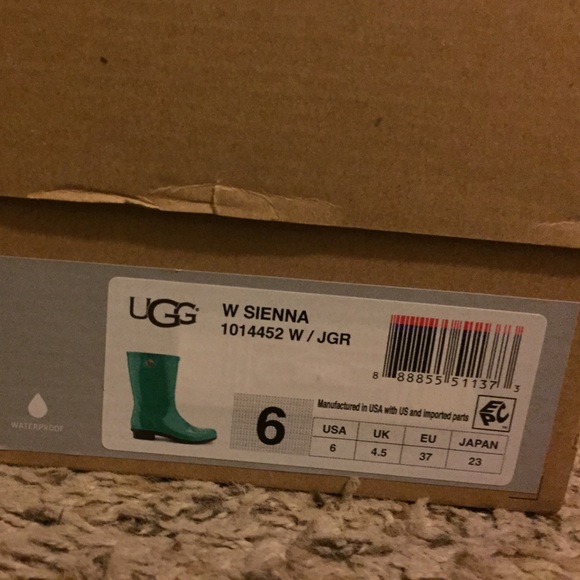 UGG
W SIENNA
1014452 W / JGR
8 88855 51137 3
WATERPROOF
6
Manufactured in USA with US and imported parts
EPC
USA UK EU JAPAN
6 4.5 37 23